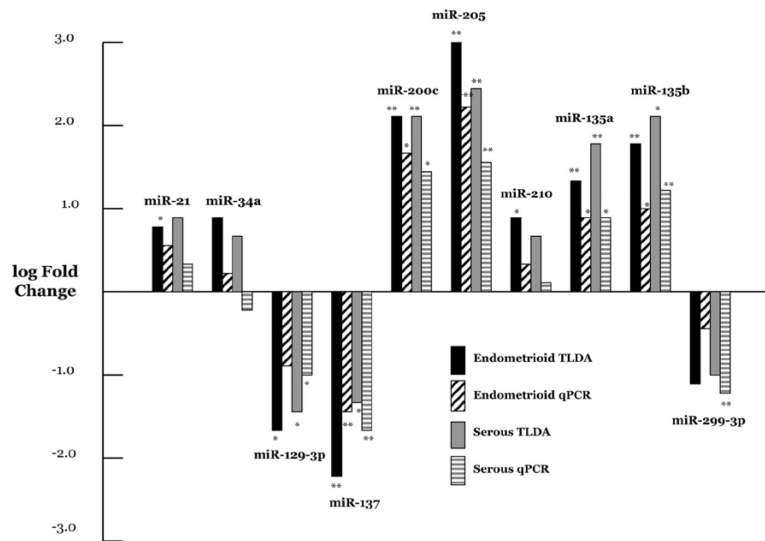 miR-205
3.0
**
miR-200c
miR-135b
** **
**
**
*
2.0
miR-135a
**
**
*
*
**
**
**
miR-21
miR-34a
miR-210
*
*
*
*
*
**
1.0
log Fold
Change
-1.0
*
*
*
*
**
**
**
**
miR-129-3p
miR-137
Endometrioid TLDA
Endometrioid qPCR
Serous TLDA
Serous qPCR
miR-299-3p
-2.0
-3.0